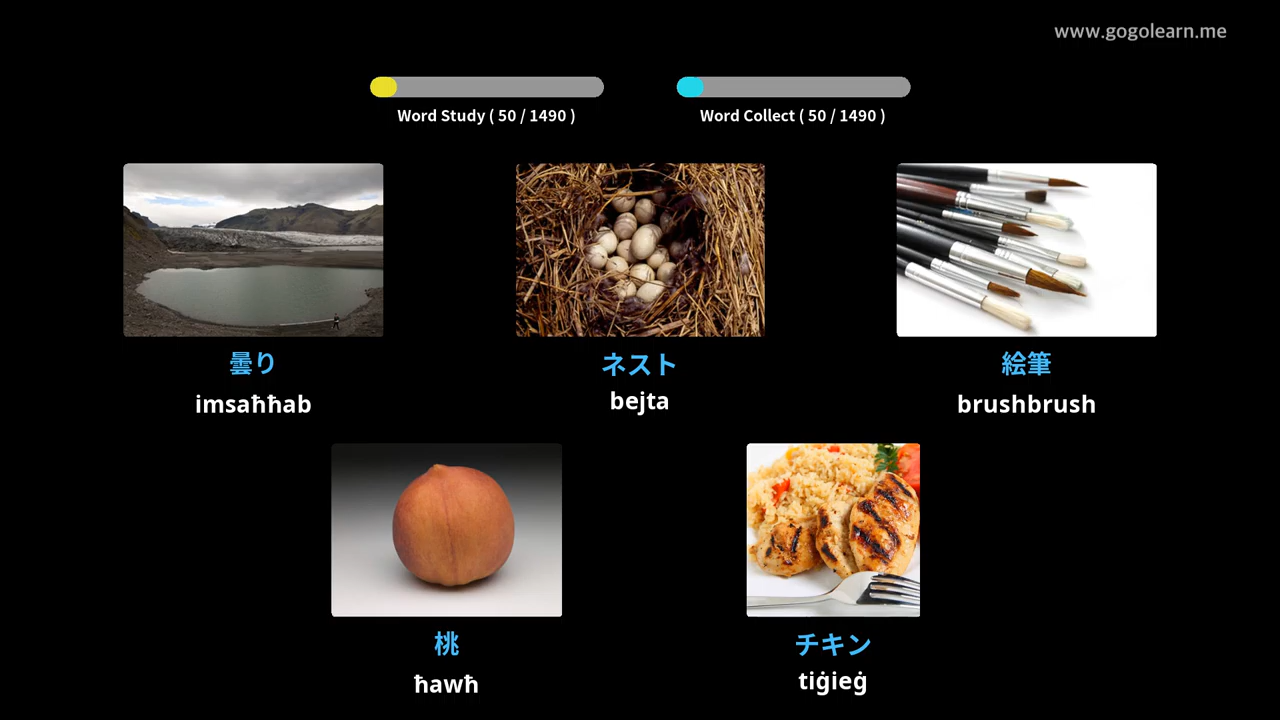 www.gogolearn.me
Word Study ( 50 / 1490 )
Word Collect ( 50 / 1490 )
曇り
ネスト
絵筆
imsaħħab
bejta
brushbrush
桃
チキン
ħawħ
tiġieġ